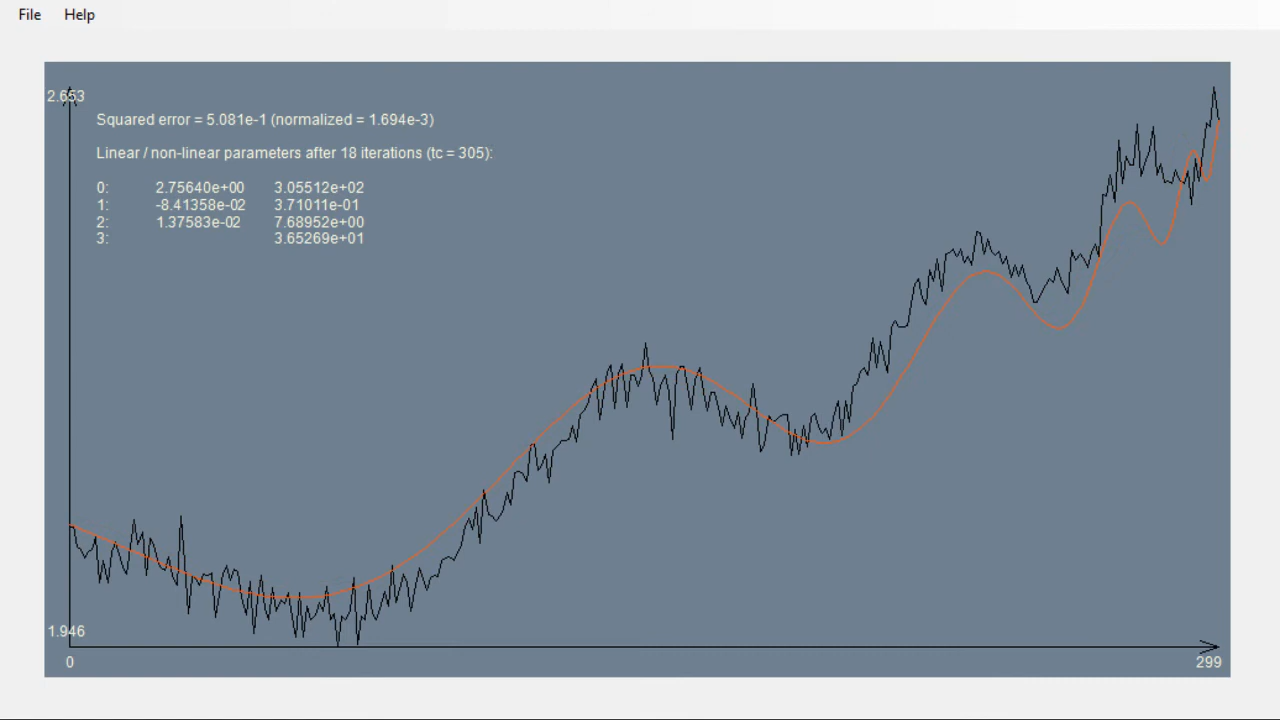 File Help
2.653
Squared error = 5.081e-1 (normalized = 1.694e-3)
Linear / non-linear parameters after 18 iterations (tc = 305):
0: 2.75640e+00 3.05512e+02
1: -8.41358e-02 3.71011e-01
2: 1.37583e-02 7.68952e+00
3: 3.65269e+01
1.946
0 299